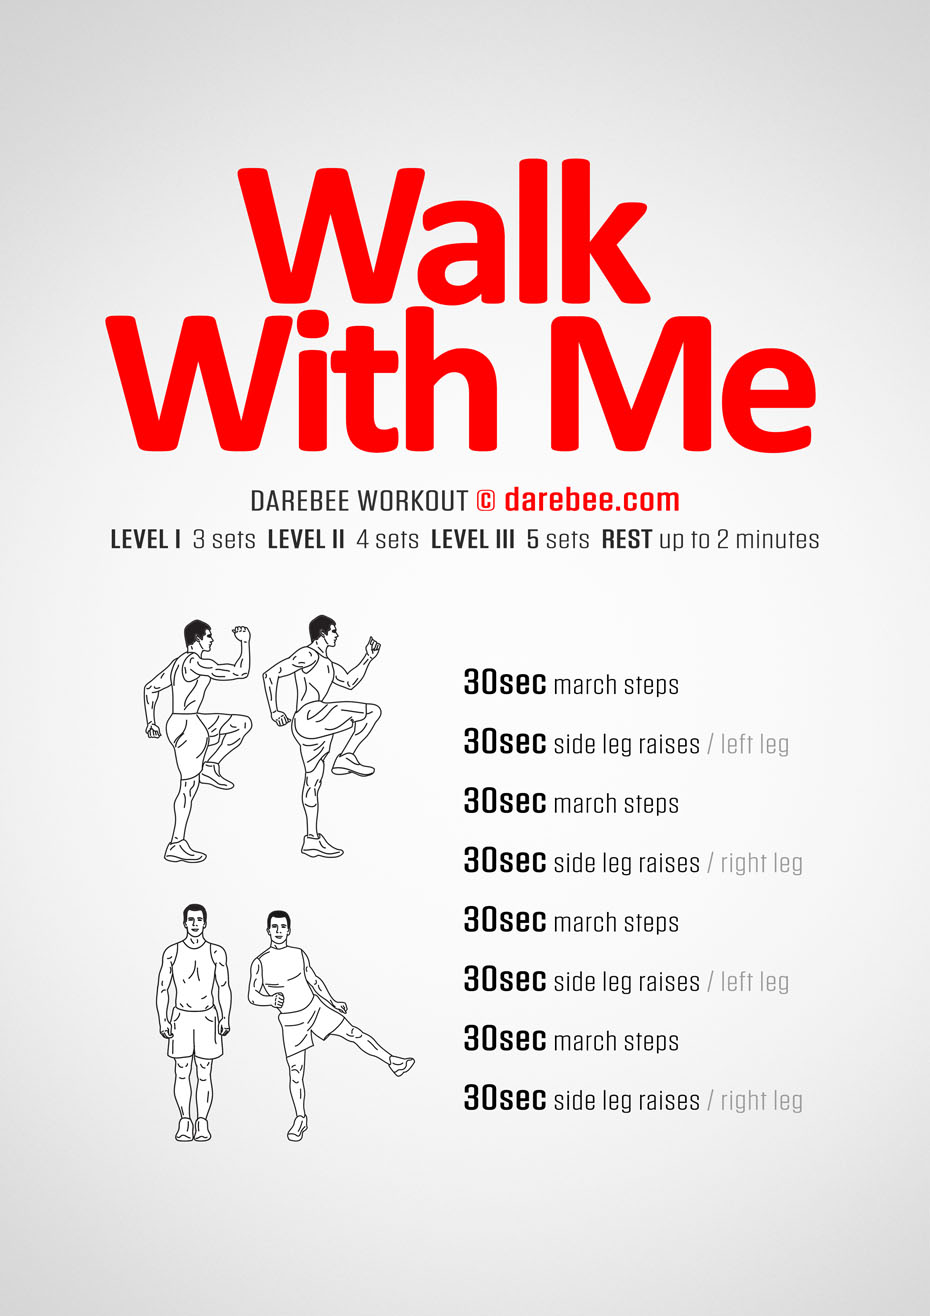 Walk
With Me
DAREBEE WORKOUT © darebee.com
LEVEL I 3 sets LEVEL II 4 sets LEVEL III 5 sets REST up to 2 minutes
30sec march steps
30sec side leg raises / left leg
30sec march steps
30sec side leg raises / right leg
30sec march steps
30sec side leg raises / left leg
30sec march steps
30sec side leg raises / right leg